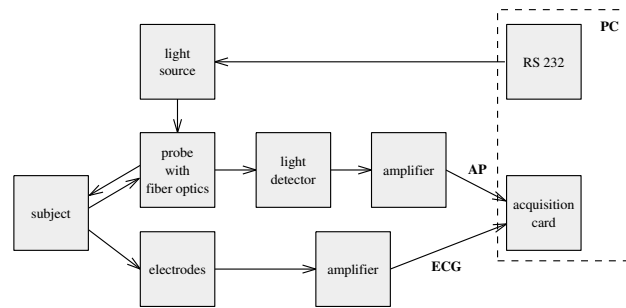 PC
light
source
RS 232
probe
with
fiber optics
light
detector
amplifier
AP
subject
acquisition
card
electrodes
amplifier
ECG